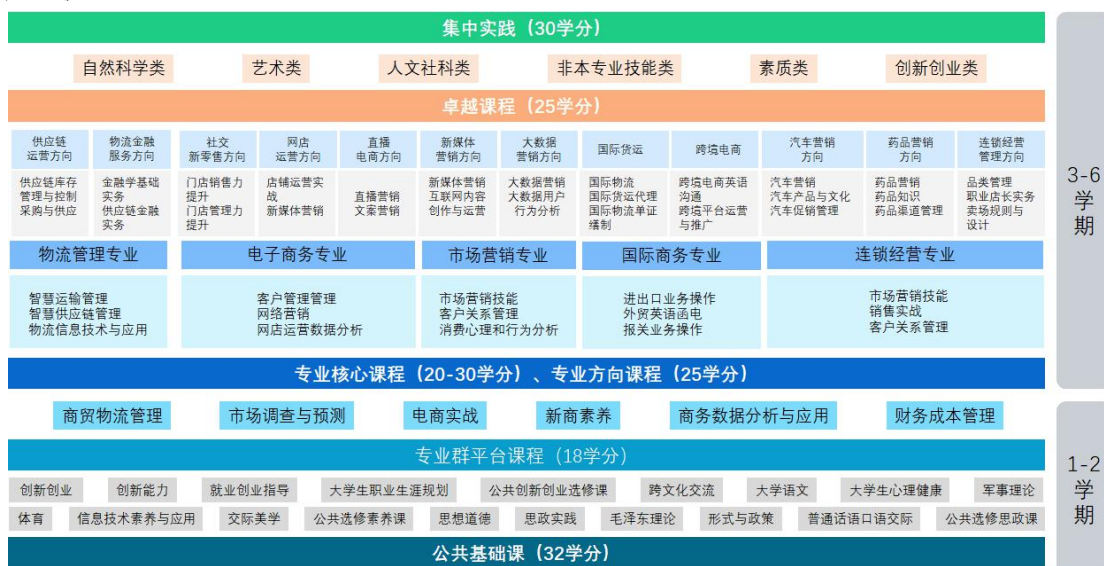 集中实践（30学分）
自然科学类 艺术类 人文社科类 非本专业技能类 素质类 创新创业类
卓越课程（25学分）
供应链
运营方向
物流金融
服务方向
社交
新零售方向
网店
运营方向
直播
电商方向
新媒体
营销方向
大数据
营销方向
国际货运
跨境电商
汽车营销
方向
药品营销
方向
连锁经营
管理方向
供应链库存
管理与控制
采购与供应
金融学基础
实务
供应链金融
实务
门店销售力
提升
门店管理力
提升
店铺运营实
战
新媒体营销
直播营销
文案营销
新媒体营销
互联网内容
创作与运营
大数据营销
大数据用户
行为分析
国际物流
国际货运代理
国际物流单证
缮制
跨境电商英语
沟通
跨境平台运营
与推广
汽车营销
汽车产品与文化
汽车促销管理
药品营销
药品知识
药品渠道管理
品类管理
职业店长实务
卖场规则与
设计
物流管理专业 电子商务专业 市场营销专业 国际商务专业 连锁经营专业
智慧运输管理
智慧供应链管理
物流信息技术与应用
客户管理管理
网络营销
网店运营数据分析
市场营销技能
客户关系管理
消费心理和行为分析
进出口业务操作
外贸英语函电
报关业务操作
市场营销技能
销售实战
客户关系管理
专业核心课程（20-30学分）、专业方向课程（25学分）
3-6
学
期
商贸物流管理 市场调查与预测 电商实战 新商素养 商务数据分析与应用 财务成本管理
专业群平台课程（18学分）
创新创业 创新能力 就业创业指导 大学生职业生涯规划 公共创新创业选修课 跨文化交流 大学语文 大学生心理健康 军事理论
体育 信息技术素养与应用 交际美学 公共选修素养课 思想道德 思政实践 毛泽东理论 形式与政策 普通话语口语交际 公共选修思政课
公共基础课（32学分）
1-2
学
期